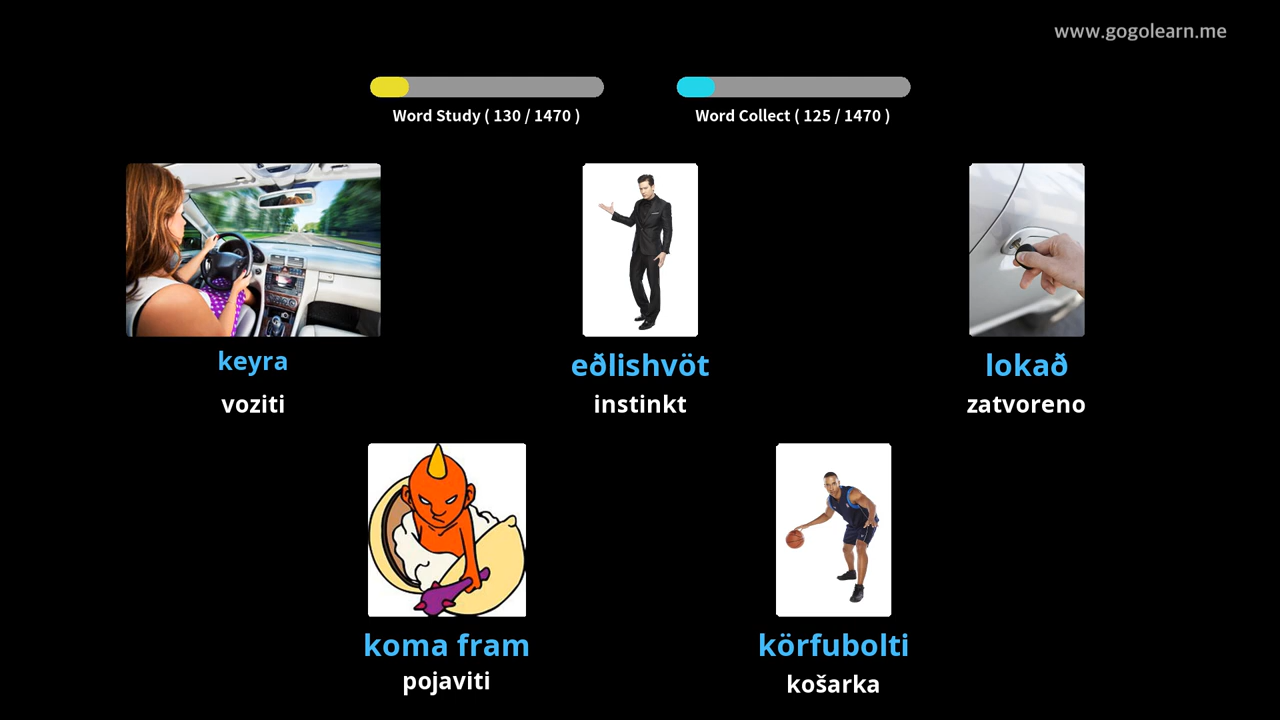 www.gogolearn.me
Word Study ( 130 / 1470 )
Word Collect ( 125 / 1470 )
keyra
voziti
eðlishvöt
instinkt
lokað
zatvoreno
koma fram
pojaviti
körfubolti
košarka